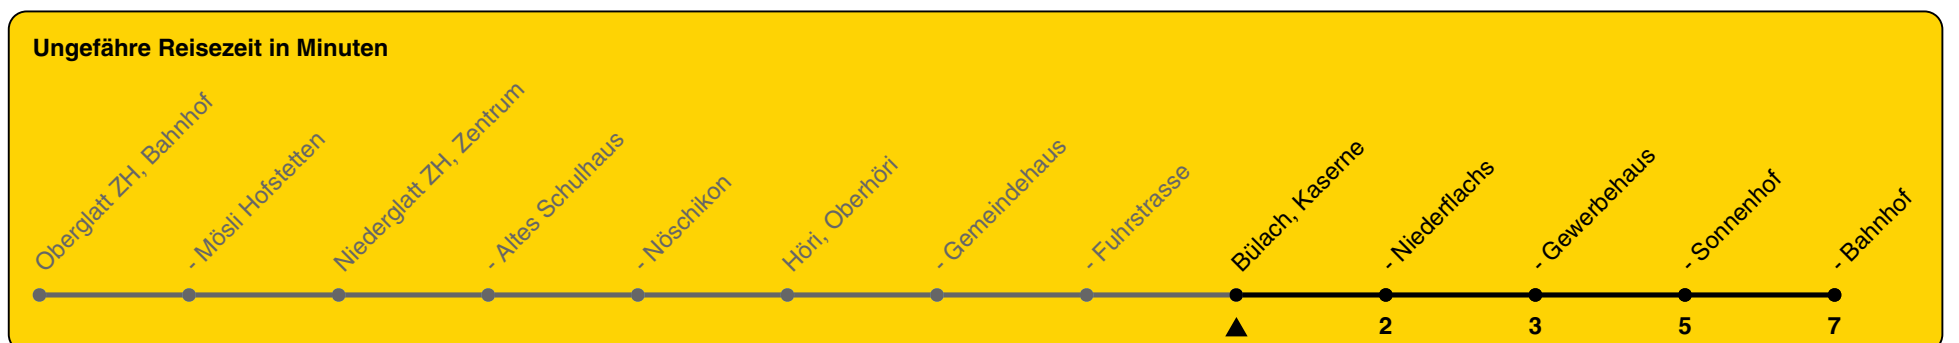 Ungefähre Reisezeit in Minuten
Oberglatt ZH, Bahnhof
- Mösli Hofstetten
Niederglatt ZH, Zentrum
- Altes Schulhaus
- Nöschikon
Höri, Oberhöri
- Gemeindehaus
- Fuhrstrasse
Bülach, Kaserne
- Niederflachs
- Gewerbehaus
- Sonnenhof
- Bahnhof
2
3
5
7